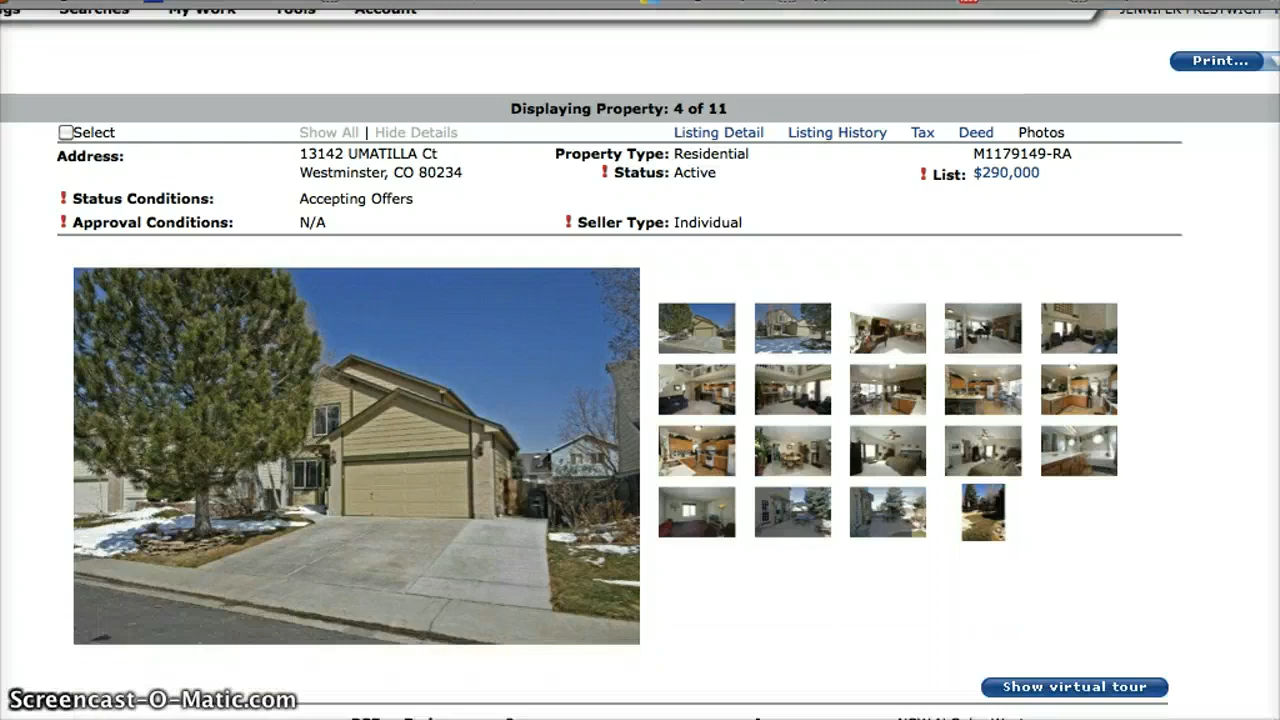 Searches My Work Tools Account
Print...
Displaying Property: 4 of 11
Select Show All | Hide Details Listing Detail Listing History Tax Deed Photos
Address: 13142 UMATILLA Ct Property Type: Residential M1179149-RA
Westminster, CO 80234 ! Status: Active ! List: $290,000
! Status Conditions: Accepting Offers
! Approval Conditions: N/A ! Seller Type: Individual
Show virtual tour
Screencast-O-Matic.com